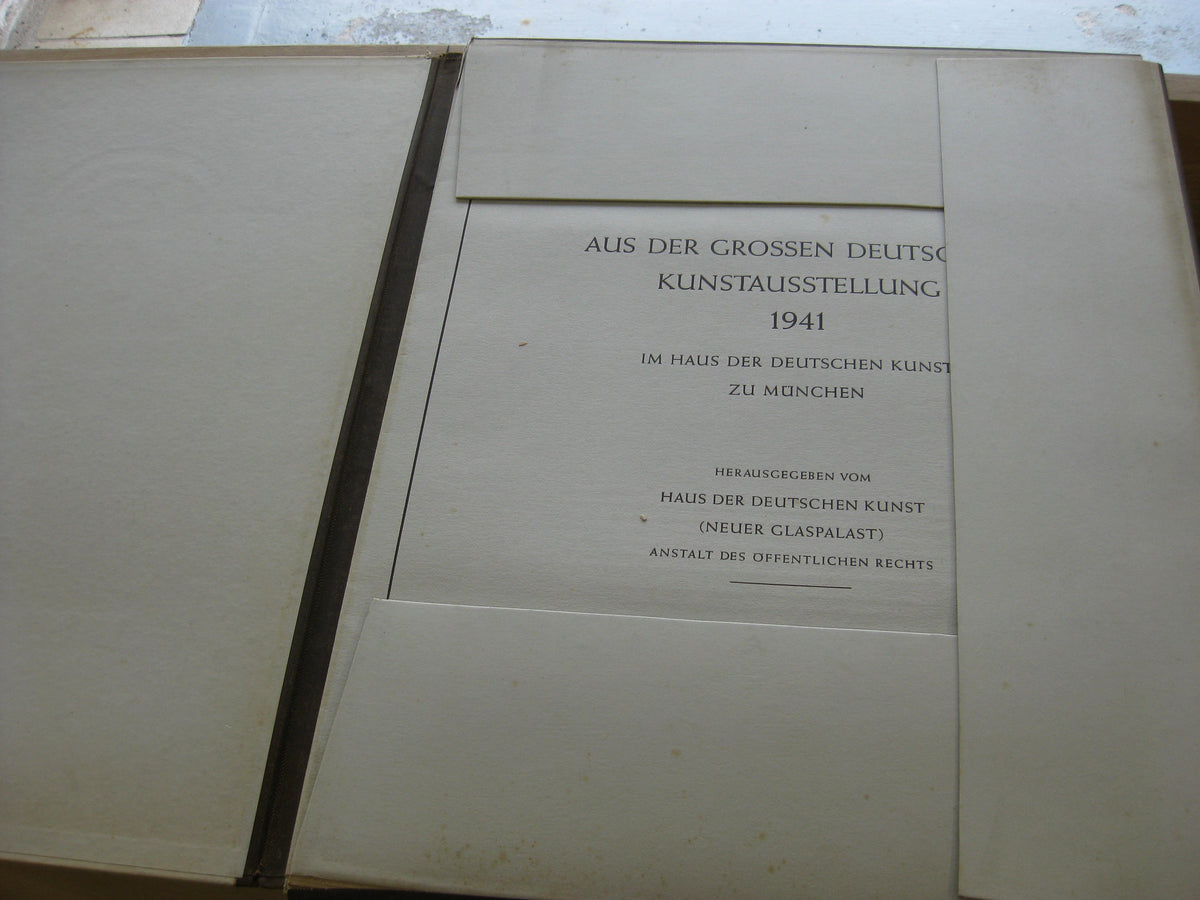 AUS DER GROSSEN DEUTSC
KUNSTAUSSTELLUNG
1941
IM HAUS DER DEUTSCHEN KUNST
ZU MÜNCHEN
HERAUSGEGEBEN VOM
HAUS DER DEUTSCHEN KUNST
(NEUER GLASPALAST)
ANSTALT DES ÖFFENTLICHEN RECHTS